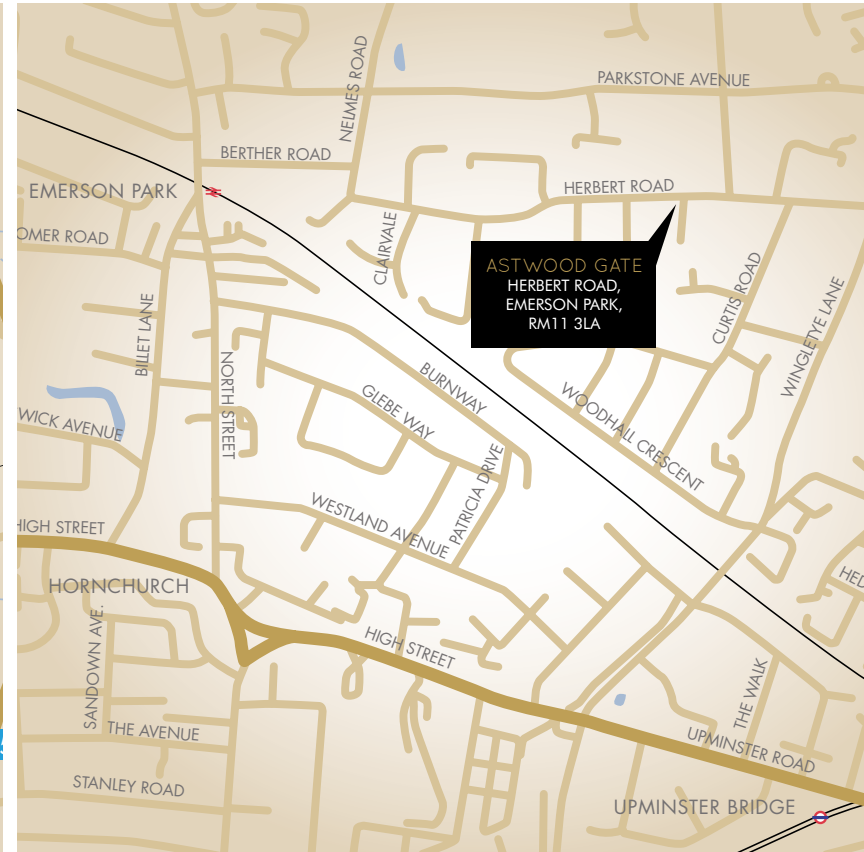 PARKSTONE AVENUE
NELMES ROAD
BERTHER ROAD
EMERSON PARK
HERBERT ROAD
OMER ROAD
CLAIRVALE
ASTWOOD GATE
HERBERT ROAD,
EMERSON PARK,
RM11 3LA
CURTIS ROAD
WINGLETYE LANE
BILLET LANE
NORTH STREET
BURNWAY
GLEBE WAY
WOODHALL CRESCENT
WICK AVENUE
PATRICIA DRIVE
WESTLAND AVENUE
HIGH STREET
HORNCHURCH
HED
SANDOWN AVE.
HIGH STREET
THE WALK
THE AVENUE
UPMINSTER ROAD
STANLEY ROAD
UPMINSTER BRIDGE